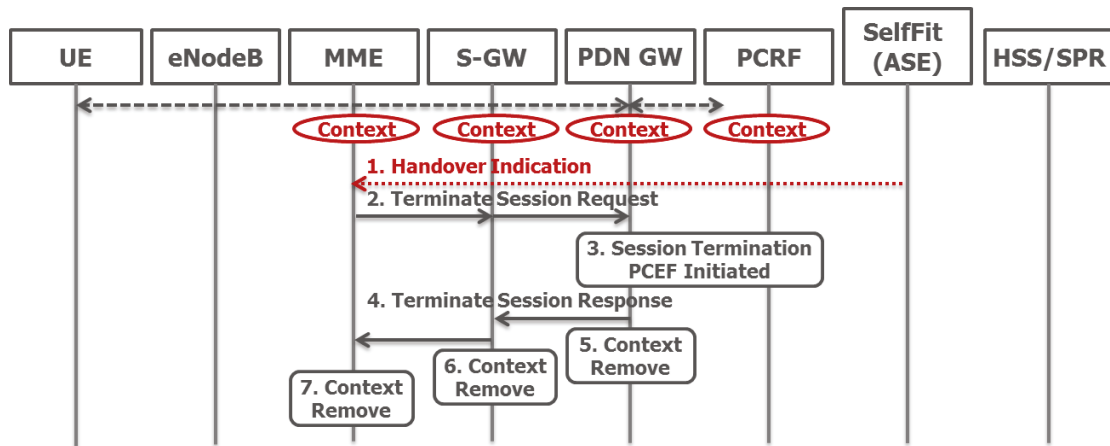 UE
eNodeB
MME
S-GW
PDN GW
PCRF
SelfFit
(ASE)
HSS/SPR
Context
Context
Context
Context
1. Handover Indication
2. Terminate Session Request
3. Session Termination
PCEF Initiated
4. Terminate Session Response
5. Context
Remove
6. Context
Remove
7. Context
Remove